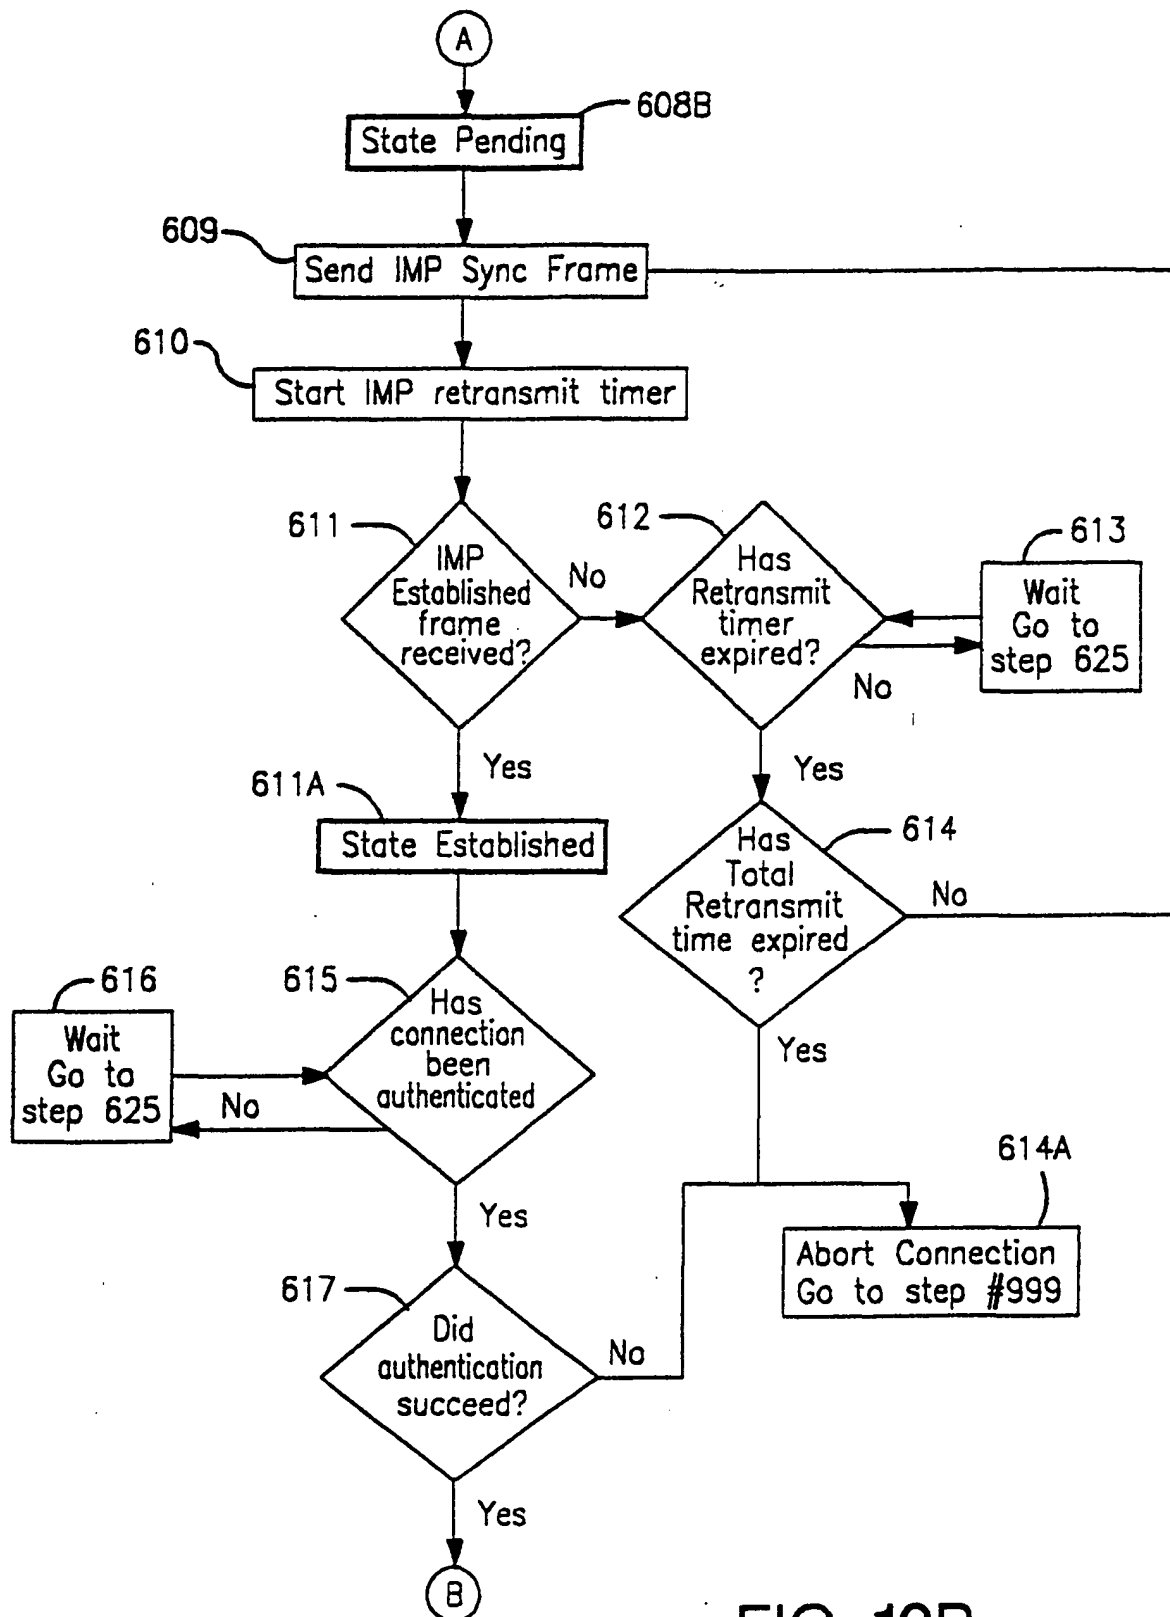 A
608B
State Pending
609
Send IMP Sync Frame
610
Start IMP retransmit timer
611
IMP
Established
frame
received?
No
612
Has
Retransmit
timer
expired?
613
Wait
Go to
step 625
No
Yes
Yes
611A
State Established
614
Has
Total
Retransmit
time expired
?
No
616
Wait
Go to
step 625
615
Has
connection
been
authenticated
No
Yes
Yes
614A
Abort Connection
Go to step #999
617
Did
authentication
succeed?
No
Yes
B